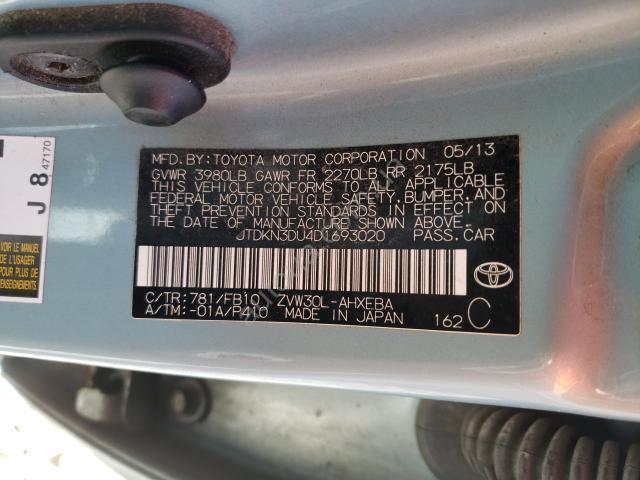 MFD.BY:TOYOTA MOTOR CORPORATION 05/13
GVWR 3980LB GAWR FR 2270LB RR 2175LB
THIS VEHICLE CONFORMS TO ALL APPLICABLE
FEDERAL MOTOR VEHICLE SAFETY,BUMPER,AND
THEFT PREVENTION STANDARDS IN EFFECT ON
THE DATE OF MANUFACTURE SHOWN ABOVE.
JTDKN3DU4D1693020 PASS.CAR
C/TR:781/FB10 ZVW30L-AHXEBA
A/TM:-01A/P410 MADE IN JAPAN
162 C
TOYOTA
J 8 47170
VOIR LE MANUEL
DE L'USAGER
POUR PLUS DE
RENSEIGNEMENTS